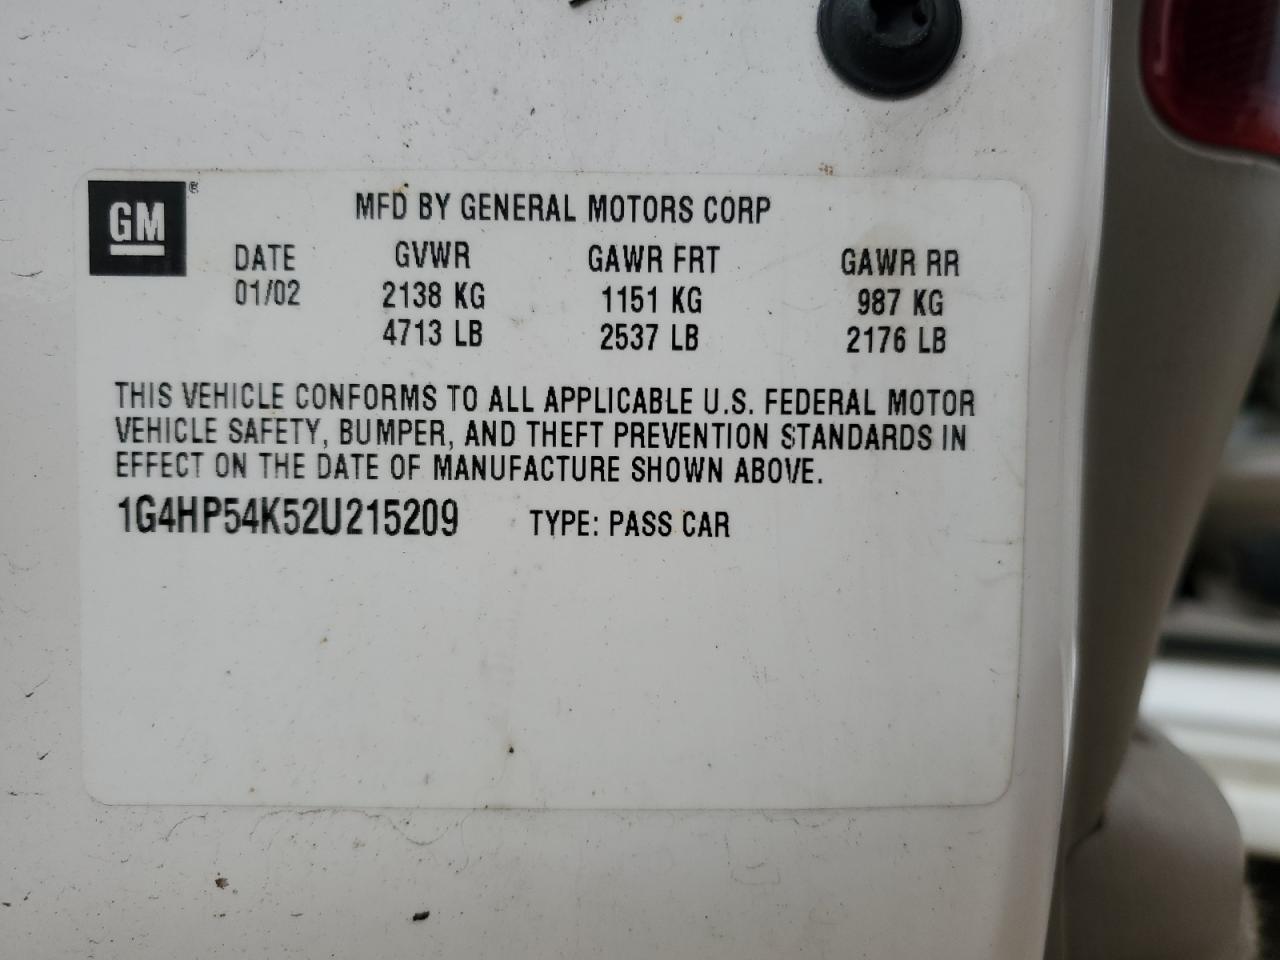 GM®
MFD BY GENERAL MOTORS CORP
DATE GVWR GAWR FRT GAWR RR
01/02 2138 KG 1151 KG 987 KG
4713 LB 2537 LB 2176 LB
THIS VEHICLE CONFORMS TO ALL APPLICABLE U.S. FEDERAL MOTOR
VEHICLE SAFETY, BUMPER, AND THEFT PREVENTION STANDARDS IN
EFFECT ON THE DATE OF MANUFACTURE SHOWN ABOVE.
1G4HP54K52U215209 TYPE: PASS CAR